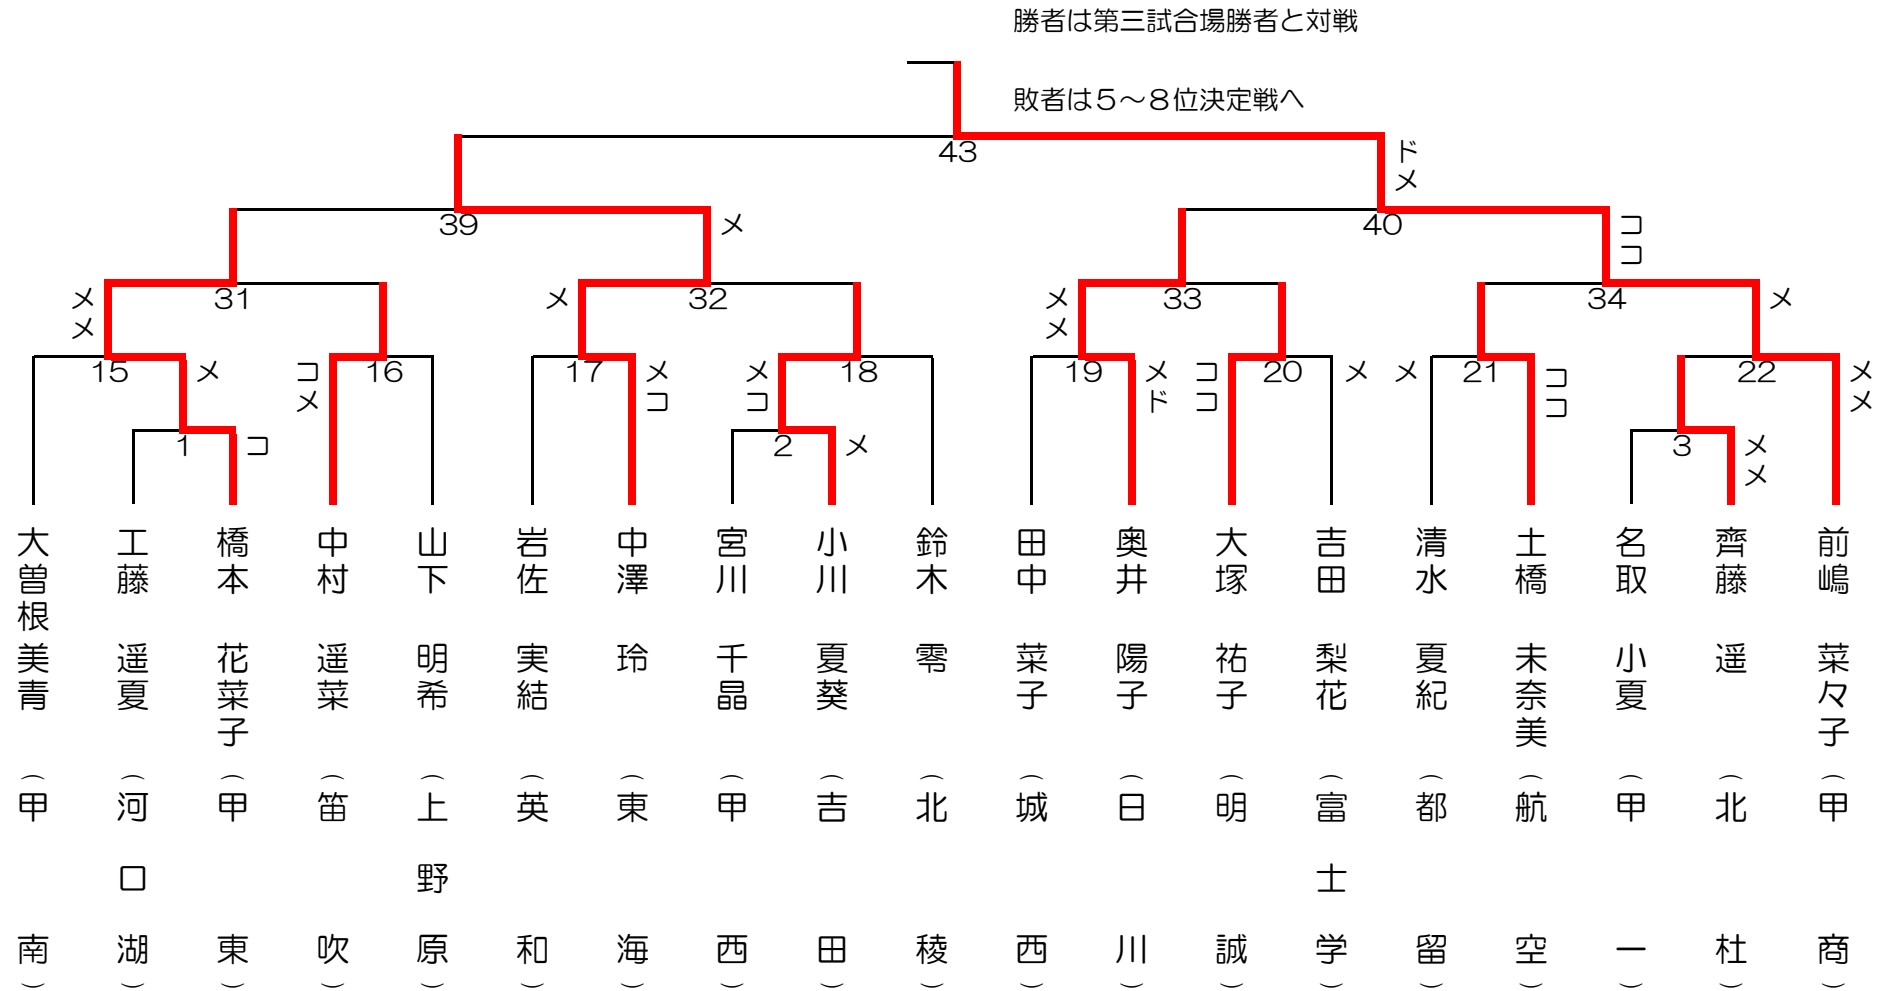 勝者は第三試合場勝者と対戦
敗者は５～８位決定戦へ
43
ドメ
39
メ
40
ココ
メメ
31
メ
32
メメ
33
34
メ
15
メ
コメ
16
17
メコ
メコ
18
19
メド
ココ
20
メ
メ
21
ココ
22
メメ
1
コ
2
メ
3
メメ
大曽根美青（甲南）
工藤遥夏（河口湖）
橋本花菜子（甲東）
中村遥菜（笛吹）
山下明希（上野原）
岩佐実結（英和）
中澤玲（東海）
宮川千晶（甲西）
小川夏葵（吉田）
鈴木零（北稜）
田中菜子（城西）
奥井陽子（日川）
大塚祐子（明誠）
吉田梨花（富士学）
清水夏紀（都留）
土橋未奈美（航空）
名取小夏（甲一）
齊藤遥（北杜）
前嶋菜々子（甲商）